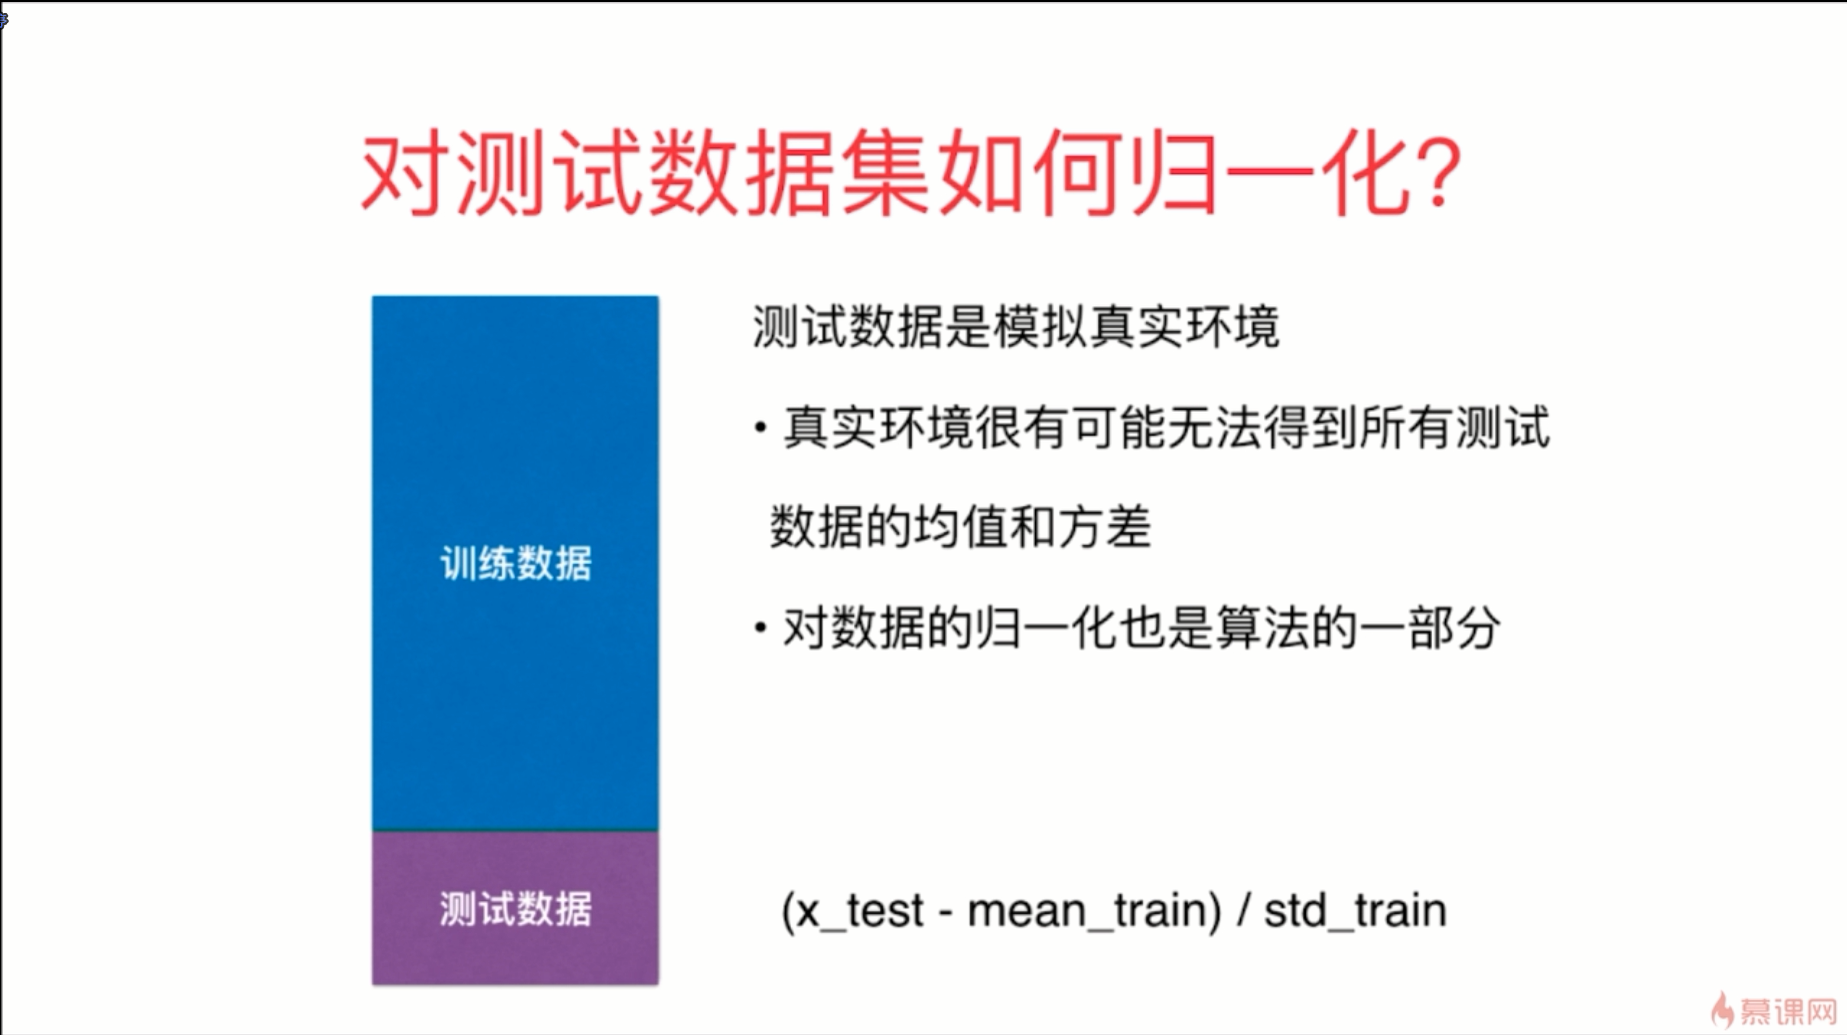 对测试数据集如何归一化?
测试数据是模拟真实环境
• 真实环境很有可能无法得到所有测试
数据的均值和方差
• 对数据的归一化也是算法的一部分
训练数据
测试数据
(x_test - mean_train) / std_train
慕课网